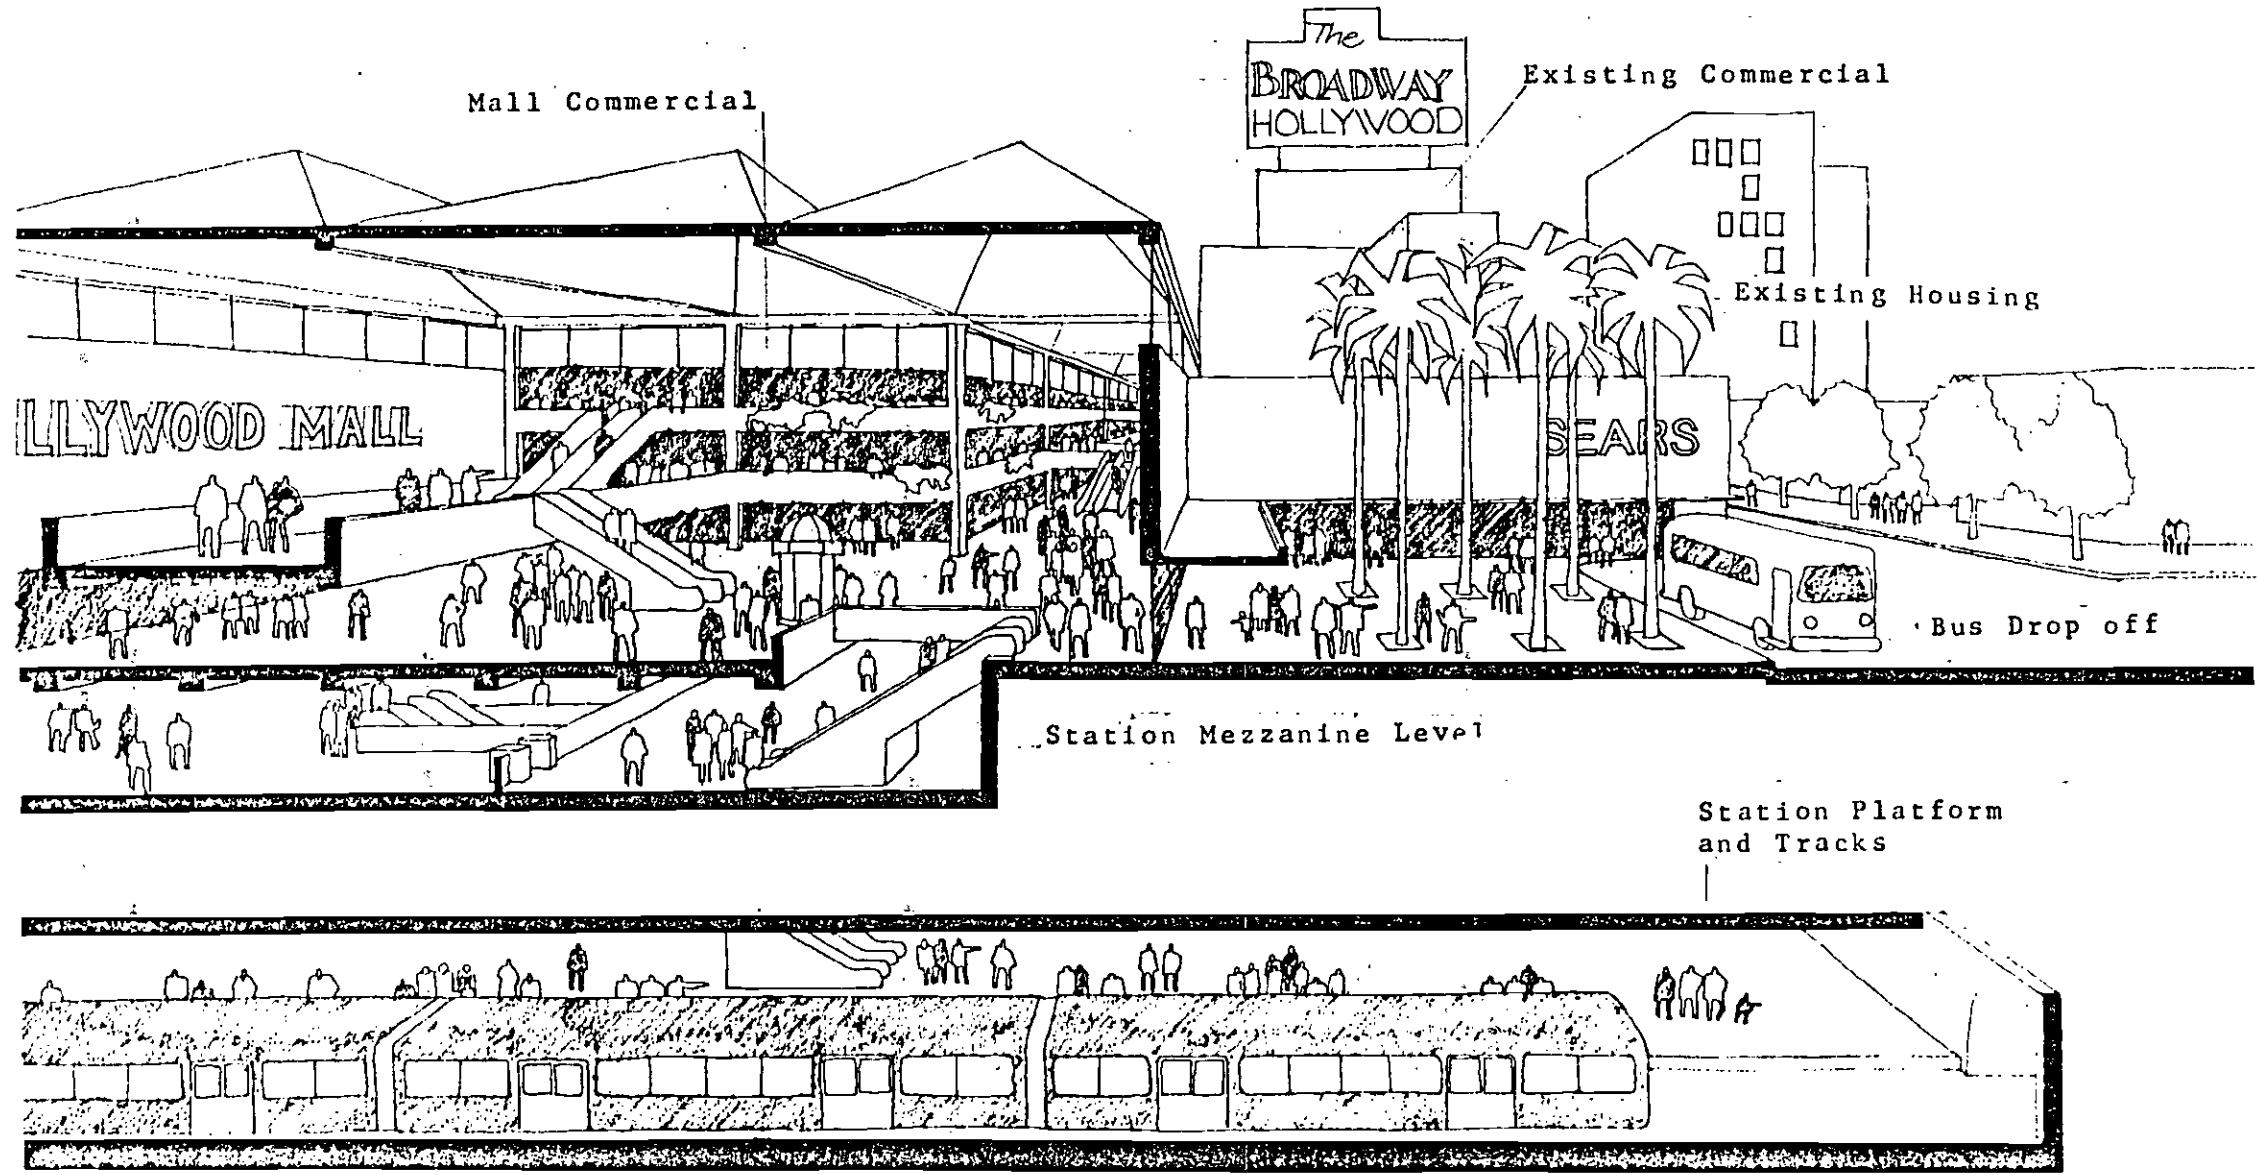 The
BROADWAY
HOLLYWOOD
Existing Commercial
Mall Commercial
Existing Housing
LLYWOOD MALL
SEARS
Bus Drop off
Station Mezzanine Level
Station Platform
and Tracks